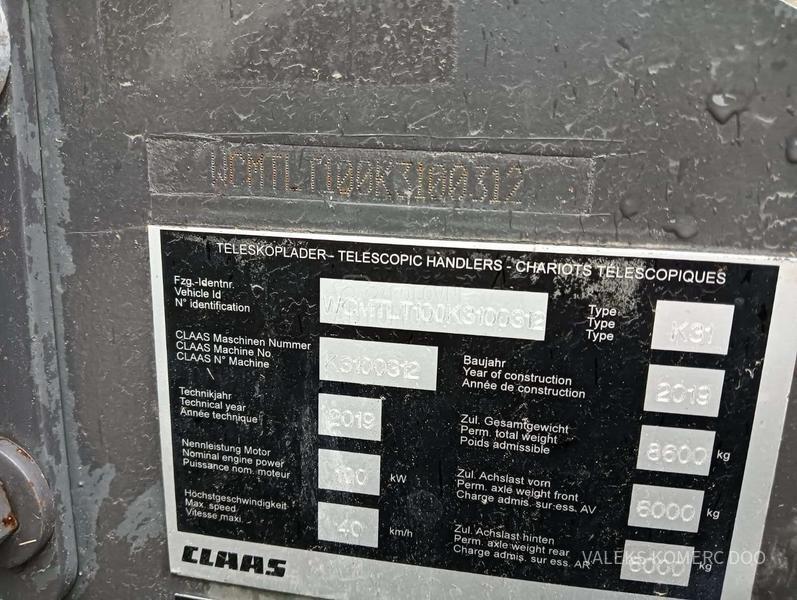 WCMTLT100K3100312
TELESKOPLADER - TELESCOPIC HANDLERS - CHARIOTS TÉLESCOPIQUES
Fzg.-Identnr.
Vehicle Id
N° identification
WCMTLT100K3100312
Type
Type
Type
K31
CLAAS Maschinen Nummer
CLAAS Machine No
CLAAS N° Machine
K3100312
Baujahr
Year of construction
Année de construction
2019
Technikjahr
Technical year
Année technique
2019
Zul. Gesamtgewicht
Perm. total weight
Poids admissible
8600 kg
Nennleistung Motor
Nominal engine power
Puissance nom. moteur
100 kW
Zul. Achslast vorn
Perm. axle weight front
Charge admis. sur ess. AV
6000 kg
Höchstgeschwindigkeit
Max. speed
Vitesse maxi.
40 km/h
Zul. Achslast hinten
Perm. axle weight rear
Charge admis. sur ess. AR
6000 kg
CLAAS
VALEKS-KOMERC DOO